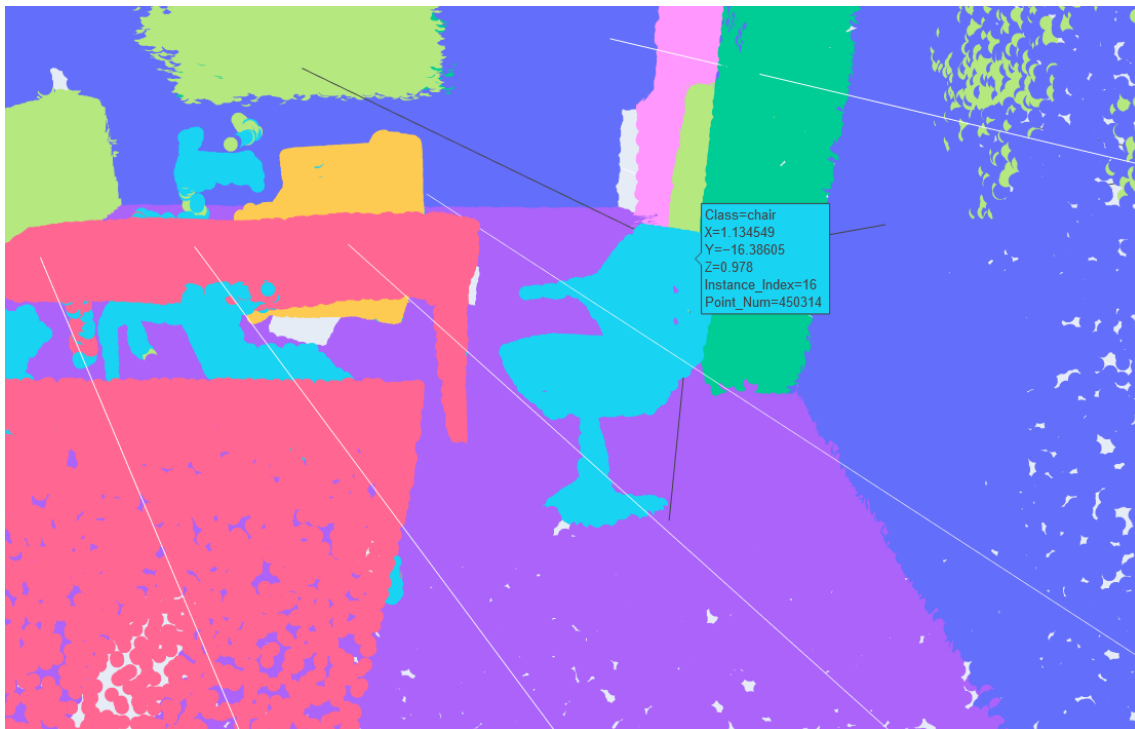 Class=chair
X=1.134549
Y=−16.38605
Z=0.978
Instance_Index=16
Point_Num=450314